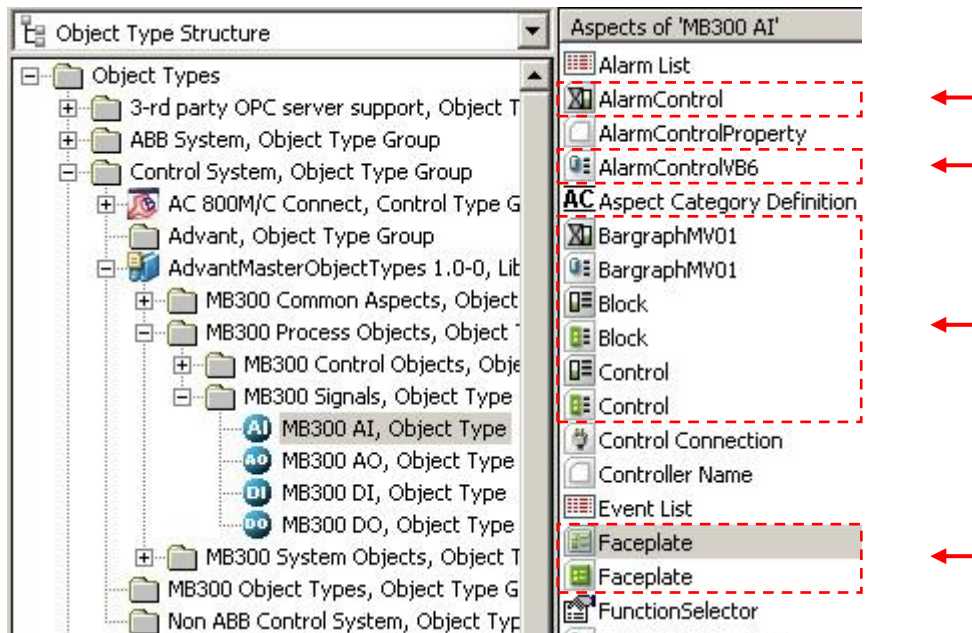 Object Type Structure
Object Types
3-rd party OPC server support, Object T
ABB System, Object Type Group
Control System, Object Type Group
AC 800M/C Connect, Control Type G
Advant, Object Type Group
AdvantMasterObjectTypes 1.0-0, Lib
MB300 Common Aspects, Object
MB300 Process Objects, Object
MB300 Control Objects, Obje
MB300 Signals, Object Type
AI MB300 AI, Object Type
AO MB300 AO, Object Type
DI MB300 DI, Object Type
DO MB300 DO, Object Type
MB300 System Objects, Object T
MB300 Object Types, Object Type G
Non ABB Control System, Object Typ
Aspects of 'MB300 AI'
Alarm List
AlarmControl
AlarmControlProperty
AlarmControlVB6
AC Aspect Category Definition
BargraphMV01
BargraphMV01
Block
Block
Control
Control
Control Connection
Controller Name
Event List
Faceplate
Faceplate
FunctionSelector